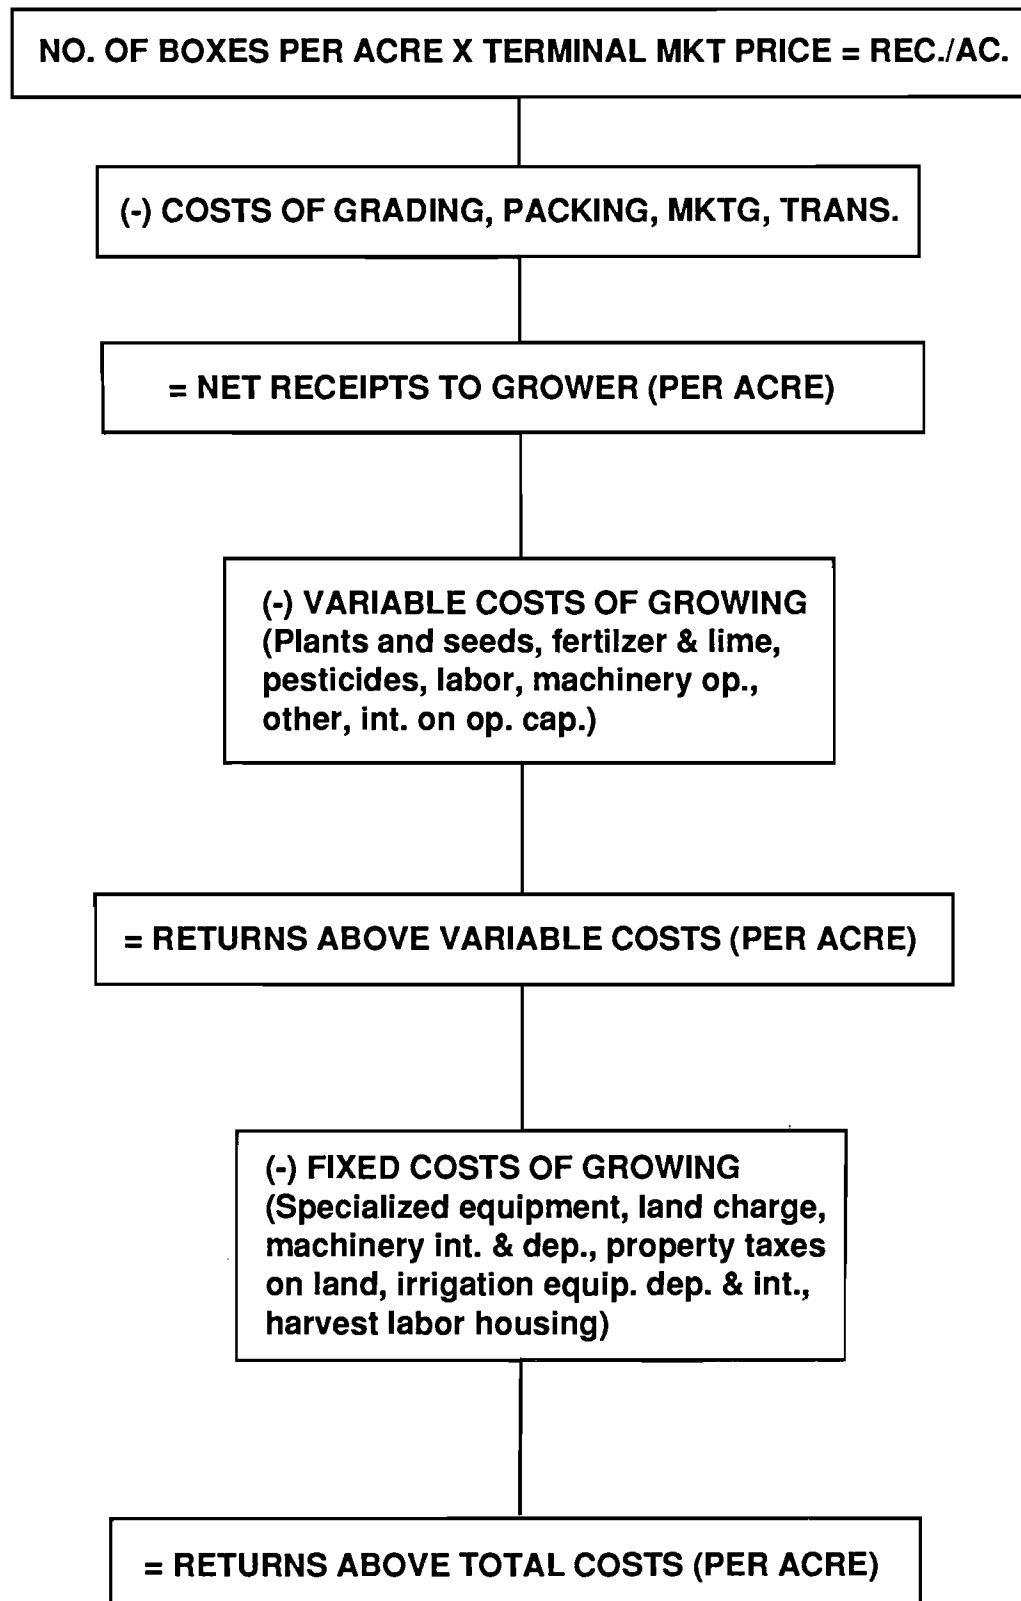 NO. OF BOXES PER ACRE X TERMINAL MKT PRICE = REC./AC.
(-) COSTS OF GRADING, PACKING, MKTG, TRANS.
= NET RECEIPTS TO GROWER (PER ACRE)
(-) VARIABLE COSTS OF GROWING
(Plants and seeds, fertilzer & lime,
pesticides, labor, machinery op.,
other, int. on op. cap.)
= RETURNS ABOVE VARIABLE COSTS (PER ACRE)
(-) FIXED COSTS OF GROWING
(Specialized equipment, land charge,
machinery int. & dep., property taxes
on land, irrigation equip. dep. & int.,
harvest labor housing)
= RETURNS ABOVE TOTAL COSTS (PER ACRE)